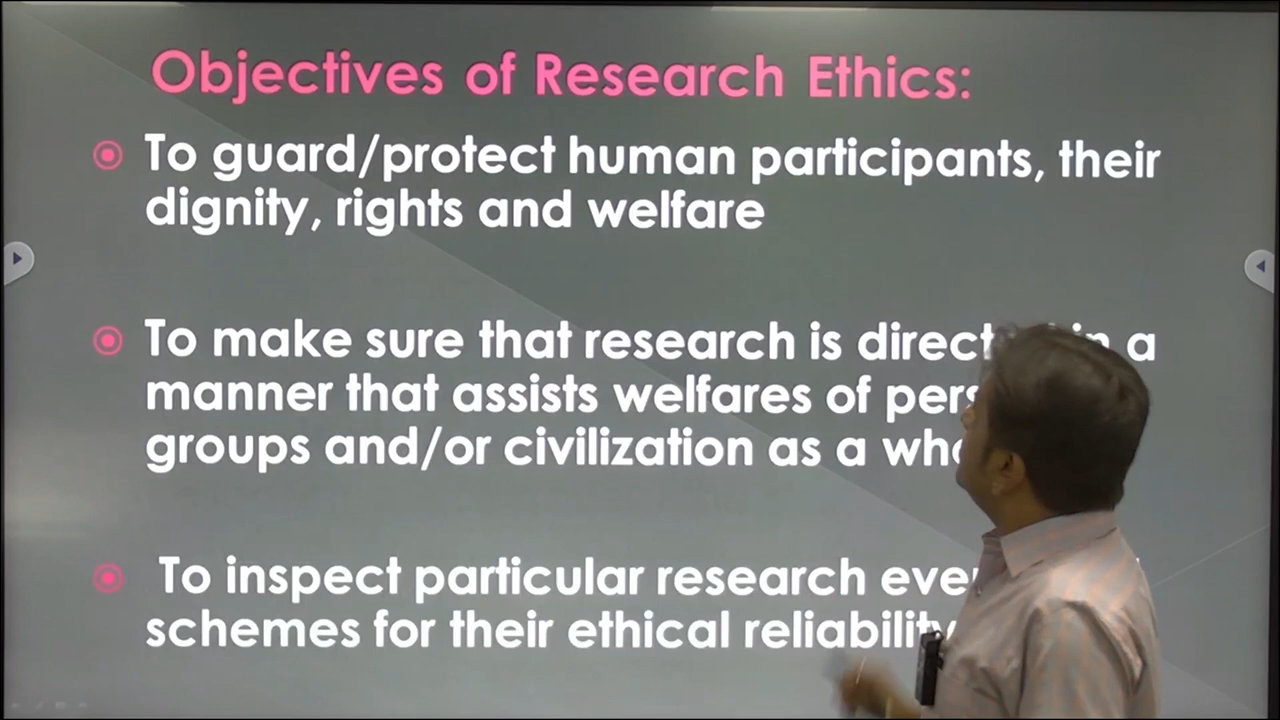 Objectives of Research Ethics:
To guard/protect human participants, their
dignity, rights and welfare
To make sure that research is in a
manner that assists welfares of
groups and/or civilization as a
To inspect particular research
schemes for their ethical reliability